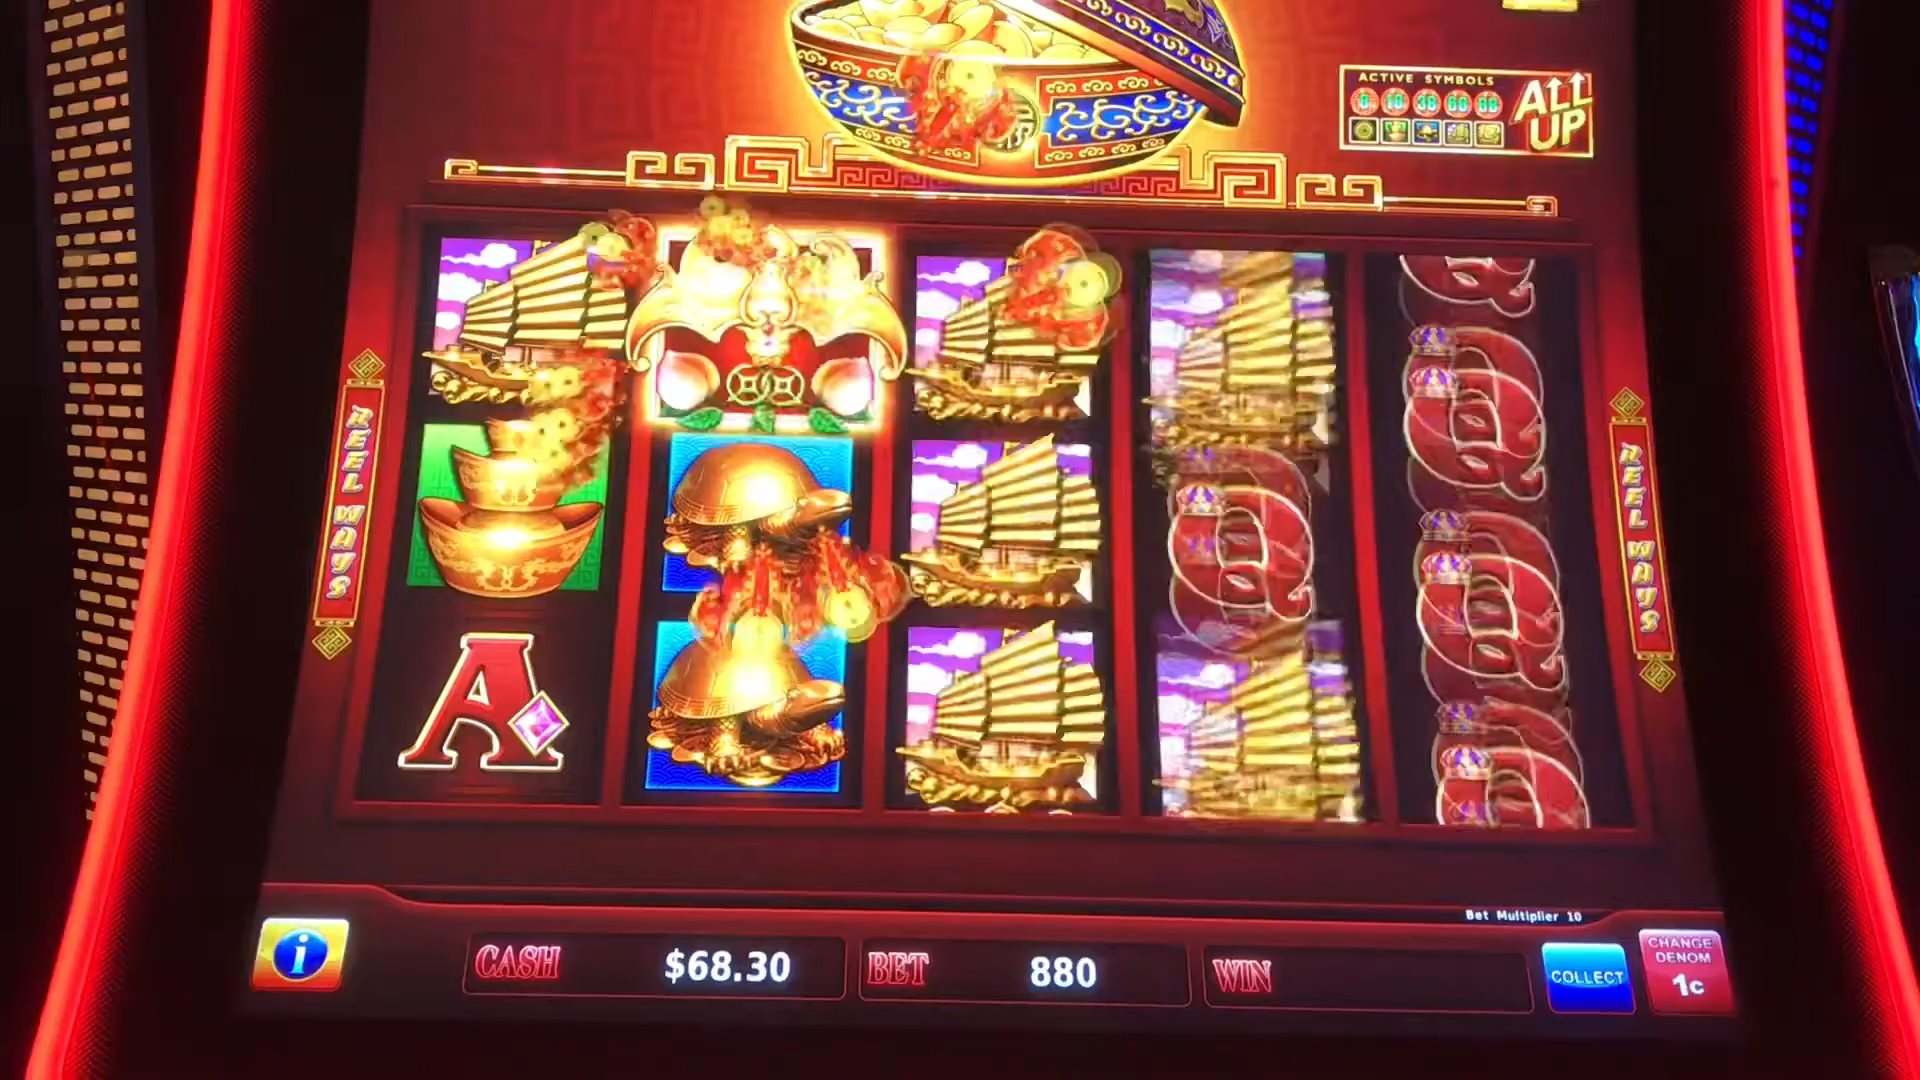 ACTIVE SYMBOLS
ALL
UP
REEL WAYS
REEL WAYS
A
Q
Q
Q
Bet Multiplier 10
i
CASH $68.30
BET 880
WIN
COLLECT
CHANGE
DENOM
1c